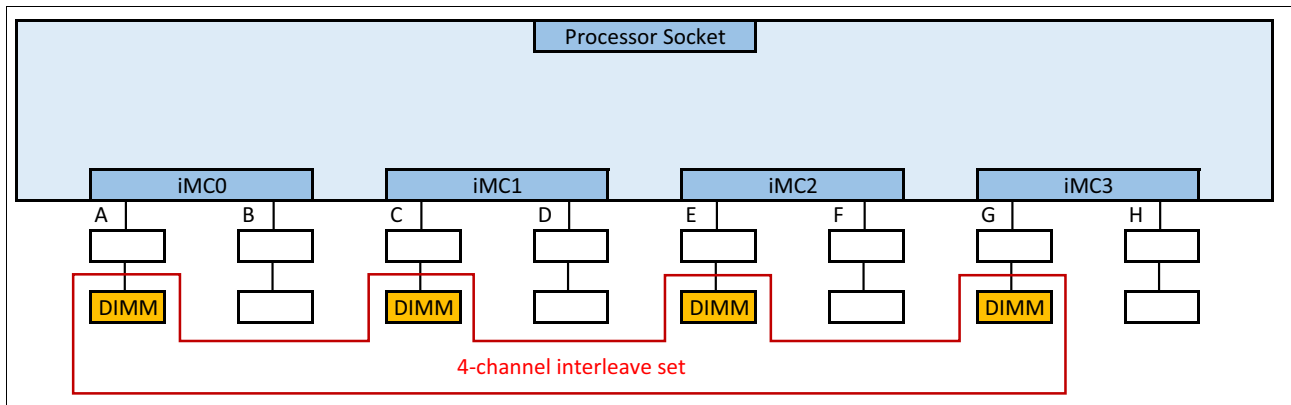 Processor Socket
iMC0 iMC1 iMC2 iMC3
A B C D E F G H
DIMM DIMM DIMM DIMM
4-channel interleave set